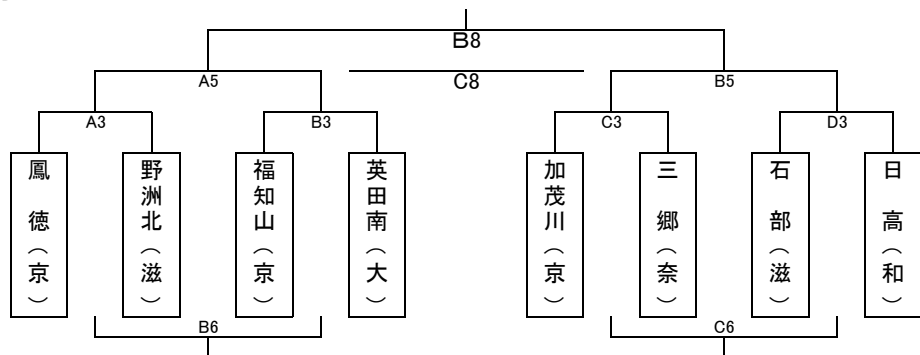 B8
A5
C8
B5
A3
B3
C3
D3
鳳徳(京)
野洲北(滋)
福知山(京)
英田南(大)
加茂川(京)
三郷(奈)
石部(滋)
日高(和)
B6
C6